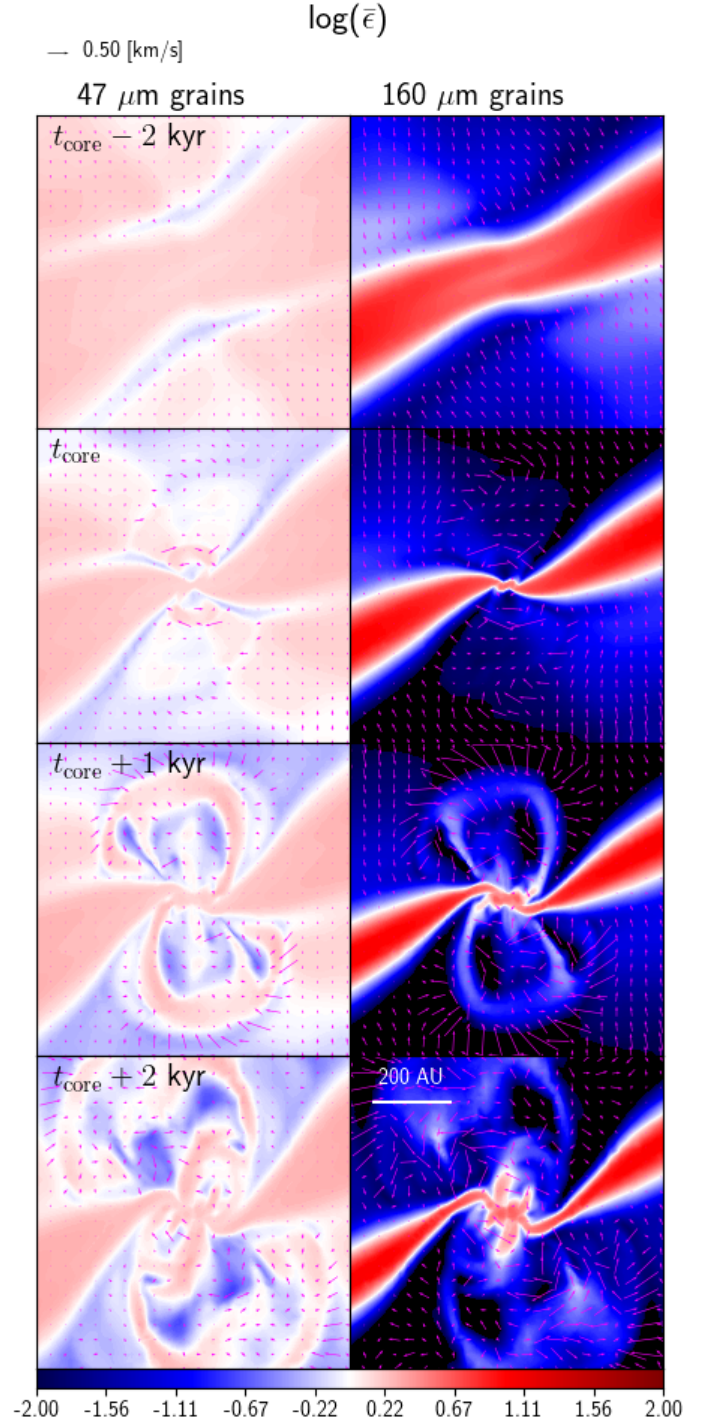 log(ε̄)
→ 0.50 [km/s]
47 μm grains 160 μm grains
t_core − 2 kyr
t_core
t_core + 1 kyr
t_core + 2 kyr 200 AU
-2.00 -1.56 -1.11 -0.67 -0.22 0.22 0.67 1.11 1.56 2.00